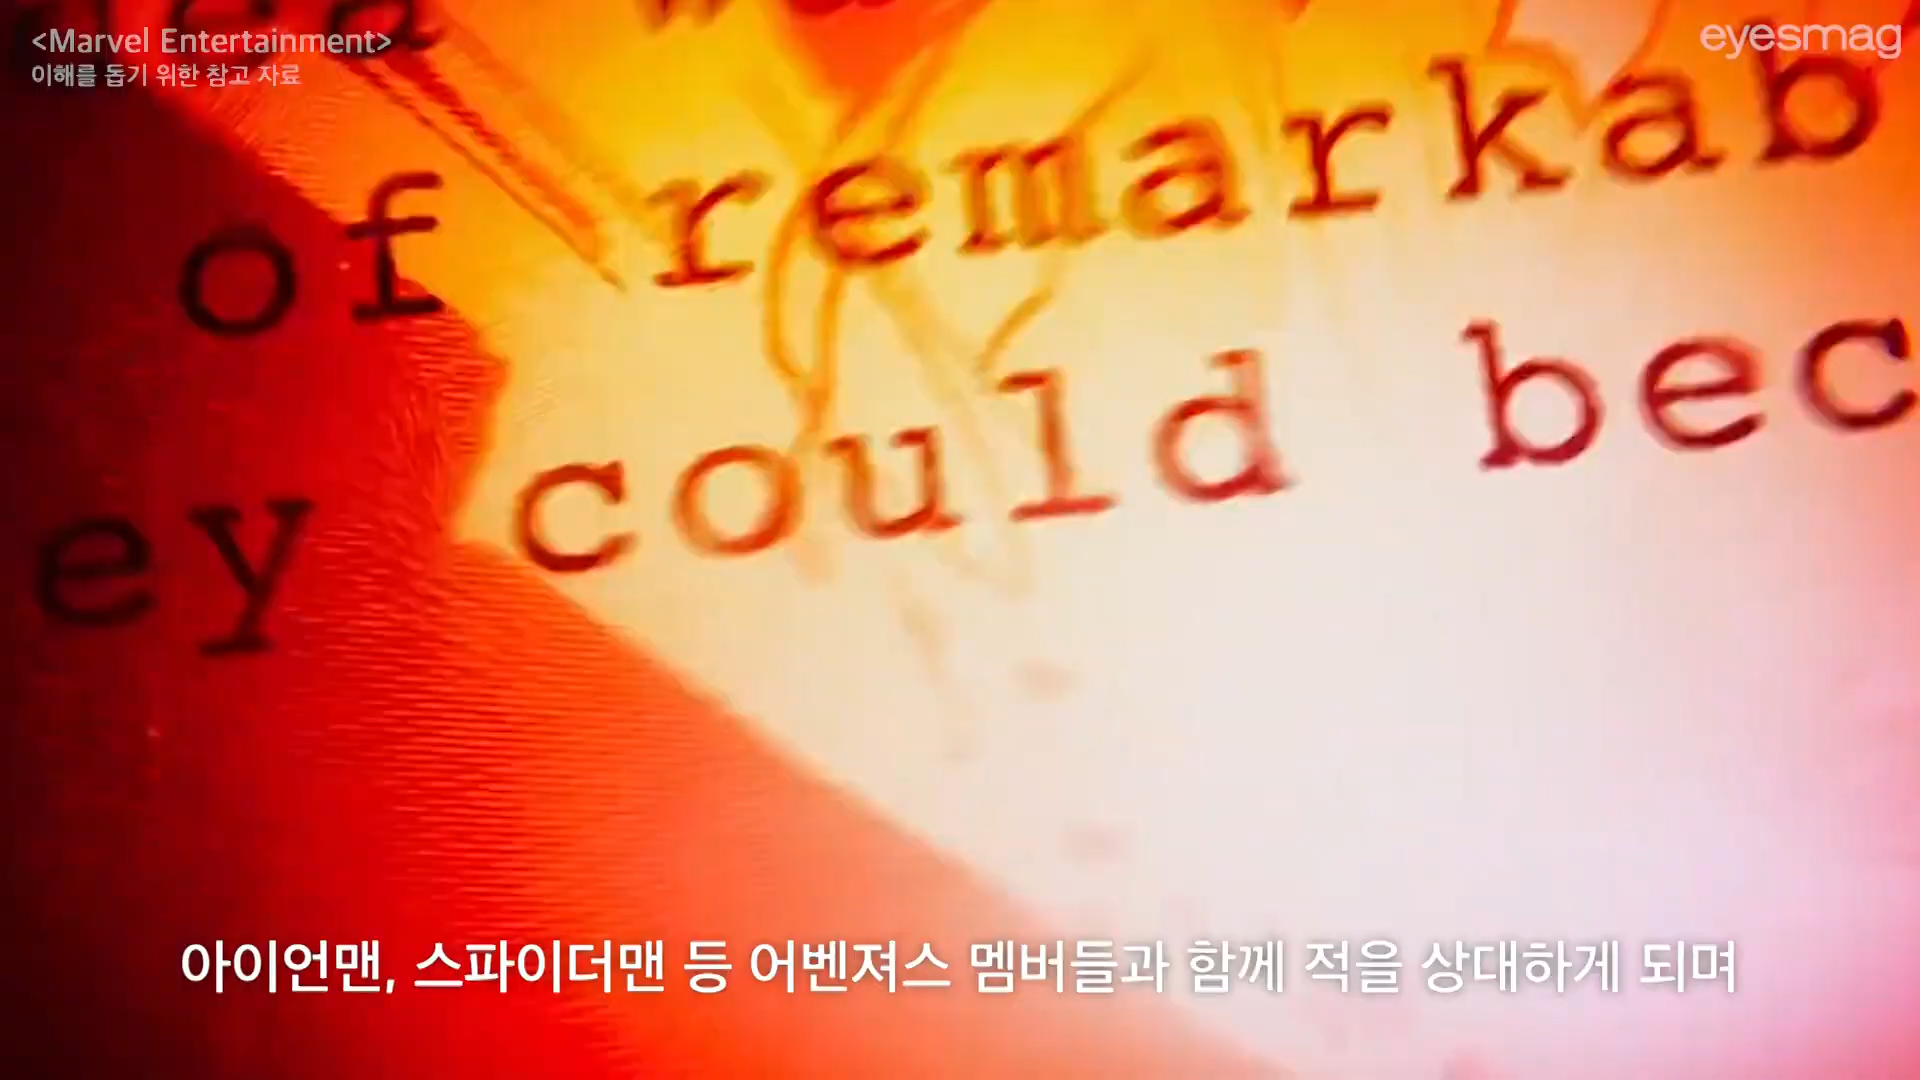 <Marvel Entertainment>
이해를 돕기 위한 참고 자료
eyesmag
of remarkab
ey could bec
아이언맨, 스파이더맨 등 어벤져스 멤버들과 함께 적을 상대하게 되며